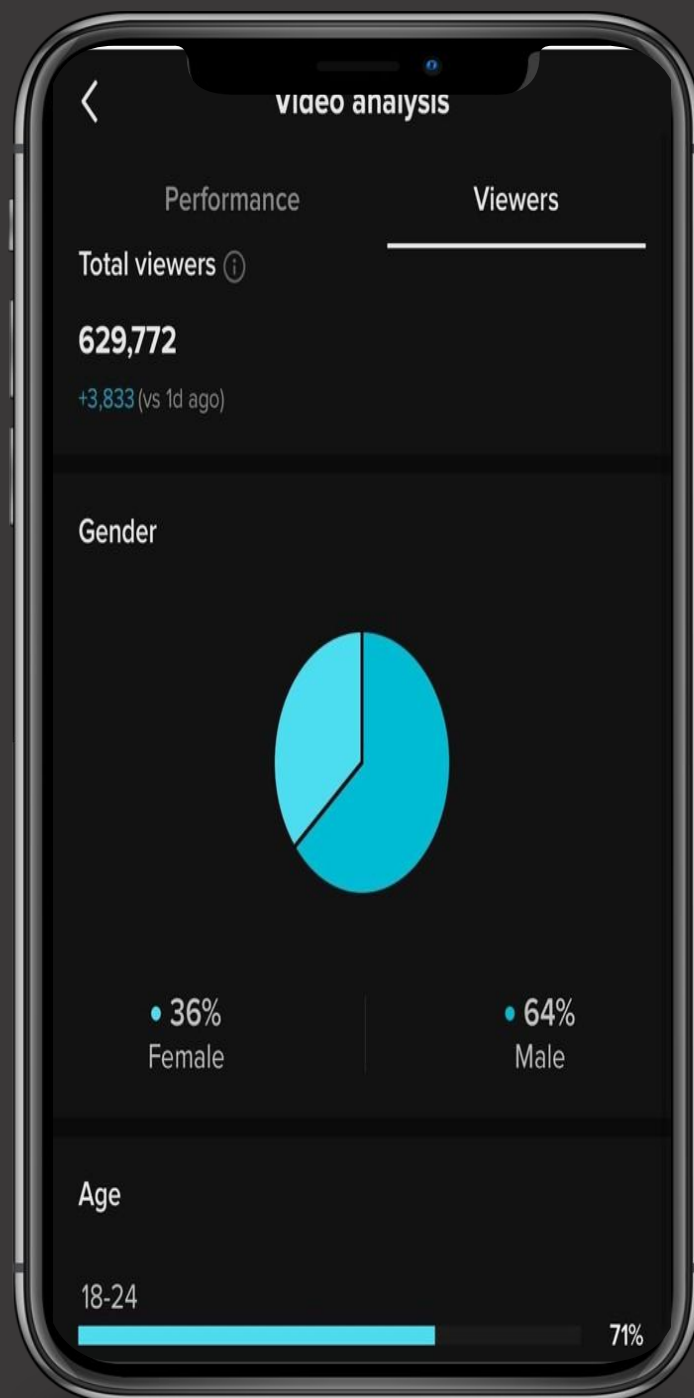 Video analysis
Performance Viewers
Total viewers
629,772
+3,833 (vs 1d ago)
Gender
36% 64%
Female Male
Age
18-24
71%